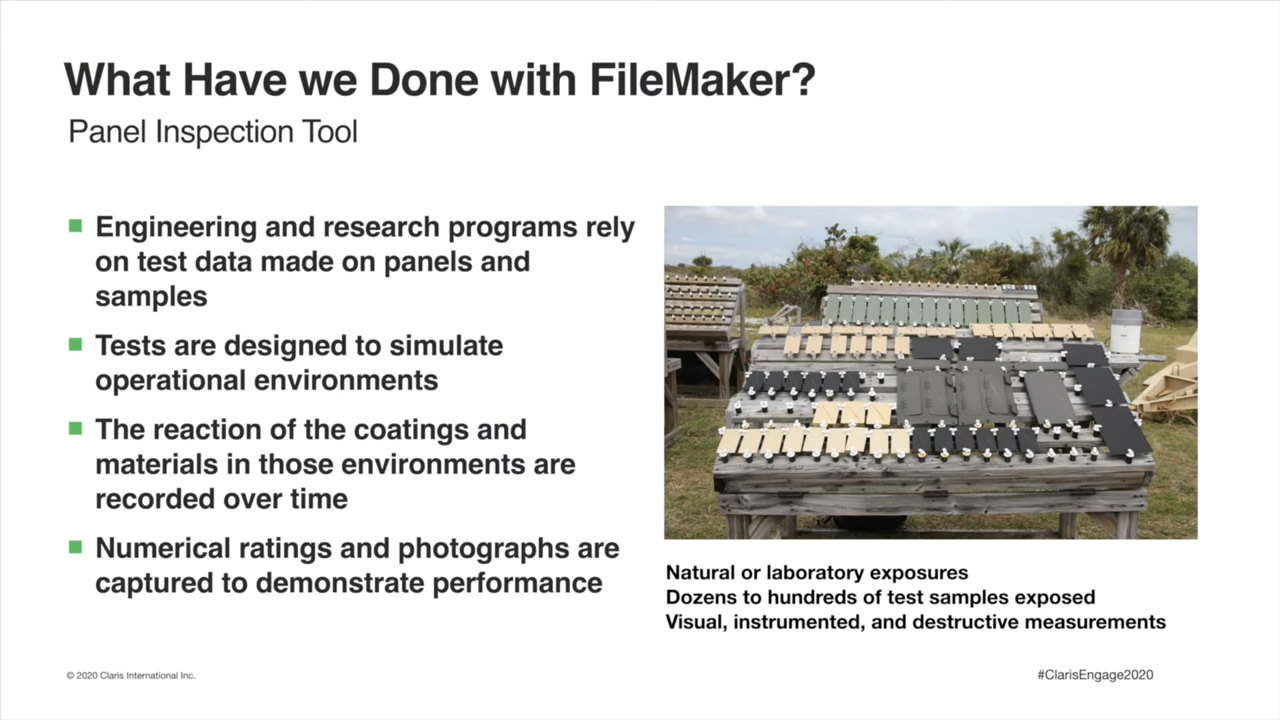 What Have we Done with FileMaker?
Panel Inspection Tool
Engineering and research programs rely
on test data made on panels and
samples
Tests are designed to simulate
operational environments
The reaction of the coatings and
materials in those environments are
recorded over time
Numerical ratings and photographs are
captured to demonstrate performance
Natural or laboratory exposures
Dozens to hundreds of test samples exposed
Visual, instrumented, and destructive measurements
© 2020 Claris International Inc.
#ClarisEngage2020